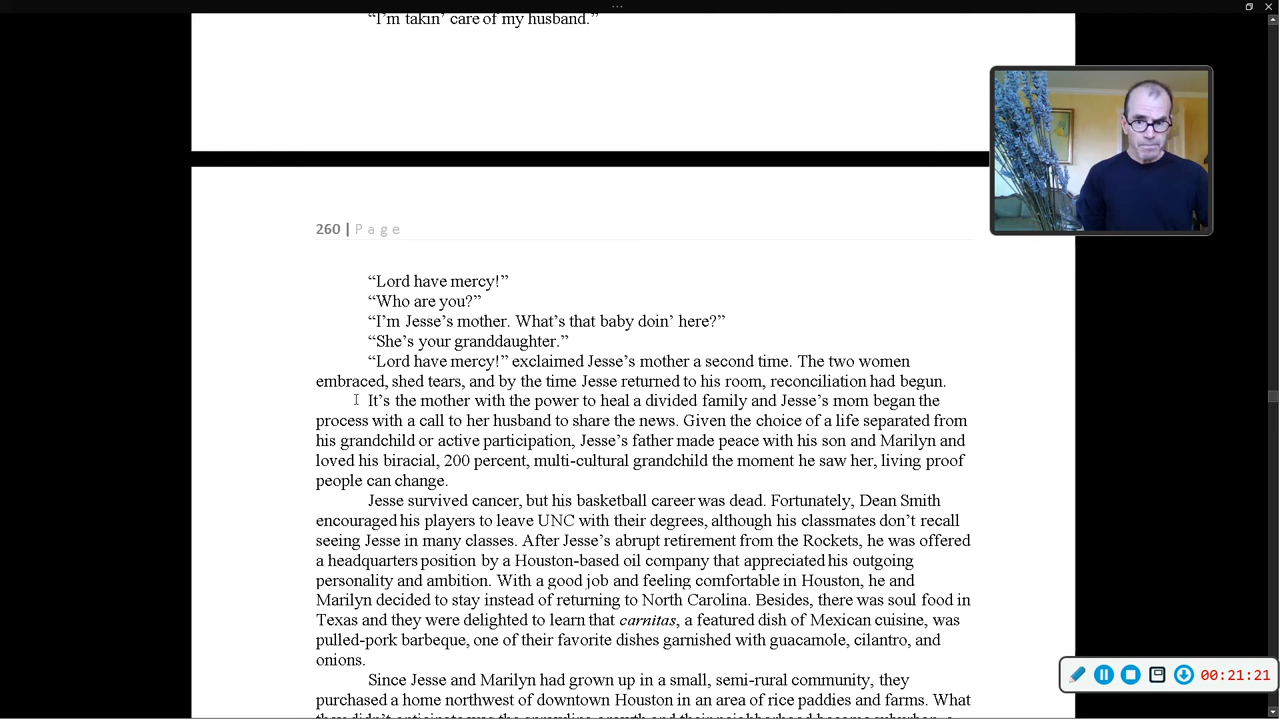 “I’m takin’ care of my husband.”
260 | Page
“Lord have mercy!”
“Who are you?”
“I’m Jesse’s mother. What’s that baby doin’ here?”
“She’s your granddaughter.”
“Lord have mercy!” exclaimed Jesse’s mother a second time. The two women
embraced, shed tears, and by the time Jesse returned to his room, reconciliation had begun.
It’s the mother with the power to heal a divided family and Jesse’s mom began the
process with a call to her husband to share the news. Given the choice of a life separated from
his grandchild or active participation, Jesse’s father made peace with his son and Marilyn and
loved his biracial, 200 percent, multi-cultural grandchild the moment he saw her, living proof
people can change.
Jesse survived cancer, but his basketball career was dead. Fortunately, Dean Smith
encouraged his players to leave UNC with their degrees, although his classmates don’t recall
seeing Jesse in many classes. After Jesse’s abrupt retirement from the Rockets, he was offered
a headquarters position by a Houston-based oil company that appreciated his outgoing
personality and ambition. With a good job and feeling comfortable in Houston, he and
Marilyn decided to stay instead of returning to North Carolina. Besides, there was soul food in
Texas and they were delighted to learn that carnitas, a featured dish of Mexican cuisine, was
pulled-pork barbeque, one of their favorite dishes garnished with guacamole, cilantro, and
onions.
Since Jesse and Marilyn had grown up in a small, semi-rural community, they
purchased a home northwest of downtown Houston in an area of rice paddies and farms. What
they didn’t anticipate was the sprawling growth and their neighborhood became suburban, a
00:21:21